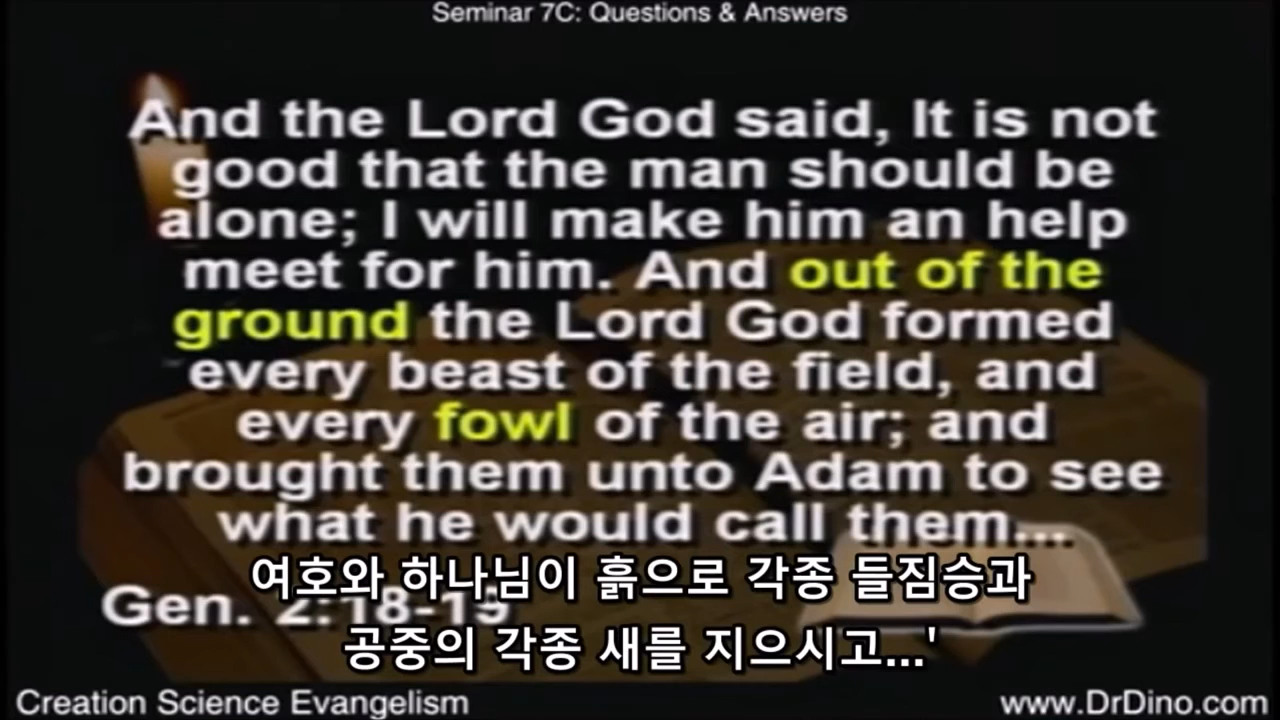 Seminar 7C: Questions & Answers
And the Lord God said, It is not
good that the man should be
alone; I will make him an help
meet for him. And out of the
ground the Lord God formed
every beast of the field, and
every fowl of the air; and
brought them unto Adam to see
what he would call them...
여호와 하나님이 흙으로 각종 들짐승과
Gen. 2:18-19
공중의 각종 새를 지으시고...'
Creation Science Evangelism
www.DrDino.com